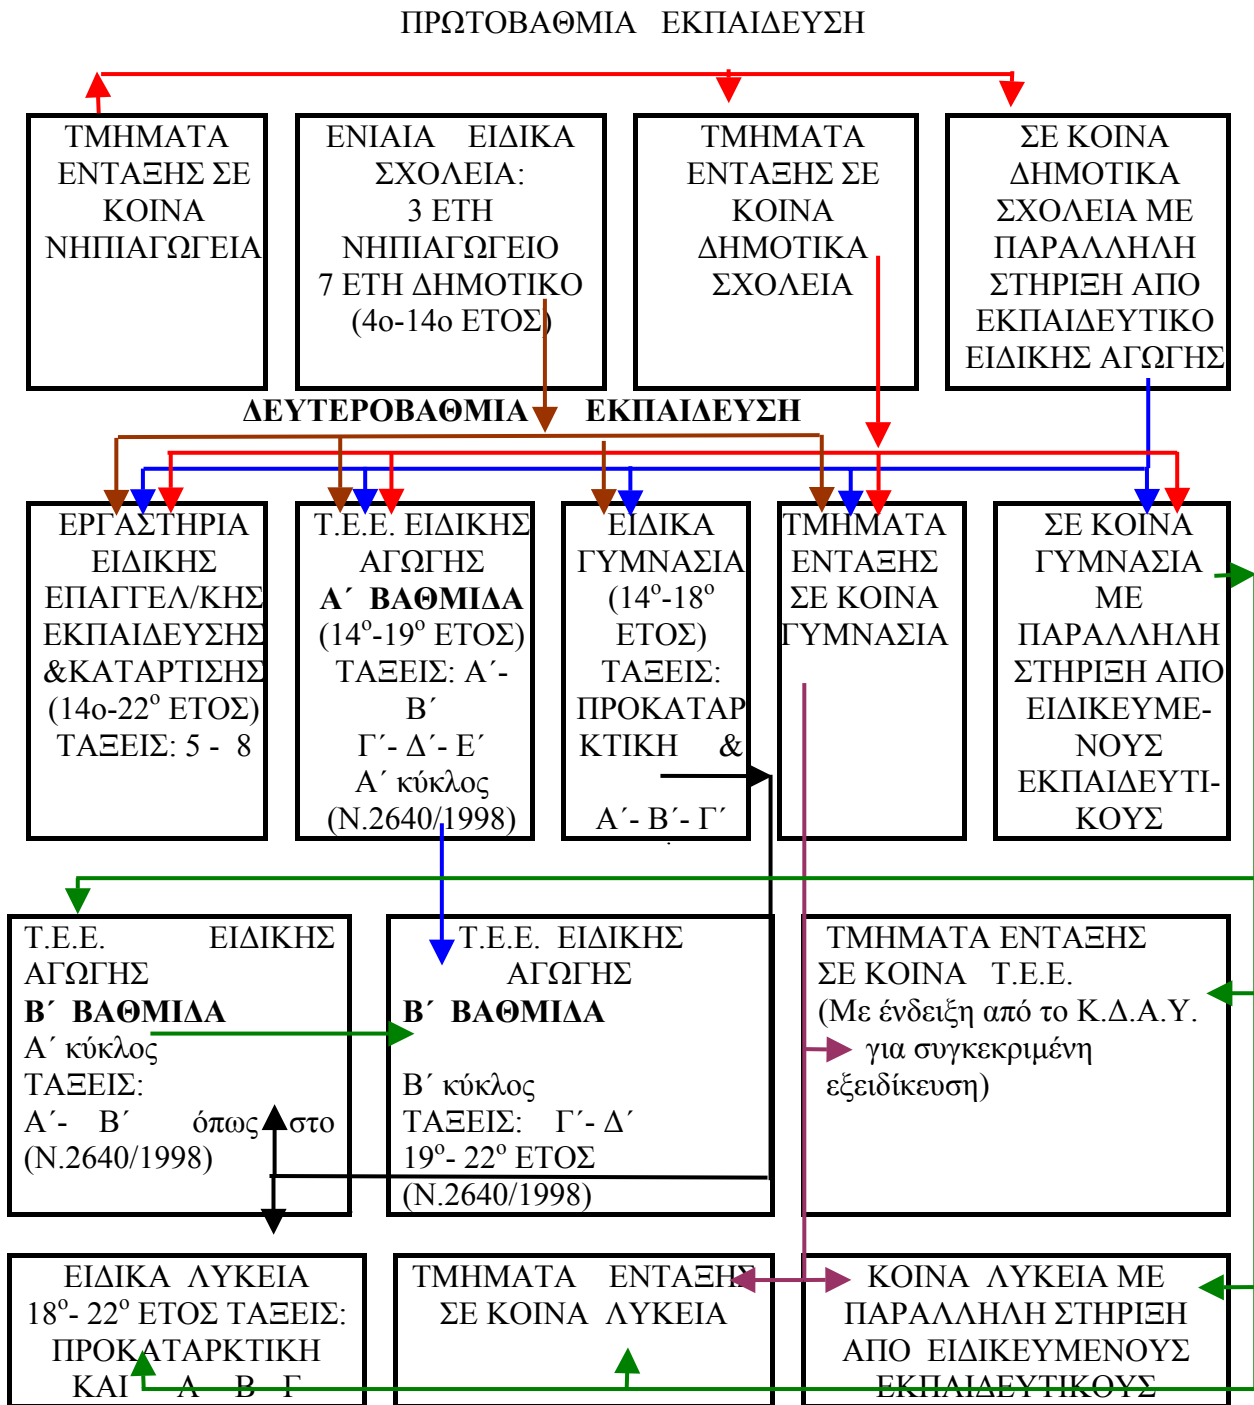 ΠΡΩΤΟΒΑΘΜΙΑ ΕΚΠΑΙΔΕΥΣΗ
ΤΜΗΜΑΤΑ
ΕΝΤΑΞΗΣ ΣΕ
ΚΟΙΝΑ
ΝΗΠΙΑΓΩΓΕΙΑ
ΕΝΙΑΙΑ ΕΙΔΙΚΑ
ΣΧΟΛΕΙΑ:
3 ΕΤΗ
ΝΗΠΙΑΓΩΓΕΙΟ
7 ΕΤΗ ΔΗΜΟΤΙΚΟ
(4ο-14ο ΕΤΟΣ)
ΤΜΗΜΑΤΑ
ΕΝΤΑΞΗΣ ΣΕ
ΚΟΙΝΑ
ΔΗΜΟΤΙΚΑ
ΣΧΟΛΕΙΑ
ΣΕ ΚΟΙΝΑ
ΔΗΜΟΤΙΚΑ
ΣΧΟΛΕΙΑ ΜΕ
ΠΑΡΑΛΛΗΛΗ
ΣΤΗΡΙΞΗ ΑΠΟ
ΕΚΠΑΙΔΕΥΤΙΚΟ
ΕΙΔΙΚΗΣ ΑΓΩΓΗΣ
ΔΕΥΤΕΡΟΒΑΘΜΙΑ ΕΚΠΑΙΔΕΥΣΗ
ΕΡΓΑΣΤΗΡΙΑ
ΕΙΔΙΚΗΣ
ΕΠΑΓΓΕΛ/ΚΗΣ
ΕΚΠΑΙΔΕΥΣΗΣ
&ΚΑΤΑΡΤΙΣΗΣ
(14ο-22ο ΕΤΟΣ)
ΤΑΞΕΙΣ: 5 - 8
Τ.Ε.Ε. ΕΙΔΙΚΗΣ
ΑΓΩΓΗΣ
Α΄ ΒΑΘΜΙΔΑ
(14ο-19ο ΕΤΟΣ)
ΤΑΞΕΙΣ: Α΄-
Β΄
Γ΄- Δ΄- Ε΄
Α΄ κύκλος
(Ν.2640/1998)
ΕΙΔΙΚΑ
ΓΥΜΝΑΣΙΑ
(14ο-18ο
ΕΤΟΣ)
ΤΑΞΕΙΣ:
ΠΡΟΚΑΤΑΡ
ΚΤΙΚΗ &
Α΄- Β΄- Γ΄
ΤΜΗΜΑΤΑ
ΕΝΤΑΞΗΣ
ΣΕ ΚΟΙΝΑ
ΓΥΜΝΑΣΙΑ
ΣΕ ΚΟΙΝΑ
ΓΥΜΝΑΣΙΑ
ΜΕ
ΠΑΡΑΛΛΗΛΗ
ΣΤΗΡΙΞΗ ΑΠΟ
ΕΙΔΙΚΕΥΜΕ-
ΝΟΥΣ
ΕΚΠΑΙΔΕΥΤΙ-
ΚΟΥΣ
Τ.Ε.Ε. ΕΙΔΙΚΗΣ
ΑΓΩΓΗΣ
Β΄ ΒΑΘΜΙΔΑ
Α΄ κύκλος
ΤΑΞΕΙΣ:
Α΄- Β΄ όπως στο
(Ν.2640/1998)
Τ.Ε.Ε. ΕΙΔΙΚΗΣ
ΑΓΩΓΗΣ
Β΄ ΒΑΘΜΙΔΑ
Β΄ κύκλος
ΤΑΞΕΙΣ: Γ΄- Δ΄
19ο- 22ο ΕΤΟΣ
(Ν.2640/1998)
ΤΜΗΜΑΤΑ ΕΝΤΑΞΗΣ
ΣΕ ΚΟΙΝΑ Τ.Ε.Ε.
(Με ένδειξη από το Κ.Δ.Α.Υ.
για συγκεκριμένη
εξειδίκευση)
ΕΙΔΙΚΑ ΛΥΚΕΙΑ
18ο- 22ο ΕΤΟΣ ΤΑΞΕΙΣ:
ΠΡΟΚΑΤΑΡΚΤΙΚΗ
ΚΑΙ Α Β Γ
ΤΜΗΜΑΤΑ ΕΝΤΑΞΗΣ
ΣΕ ΚΟΙΝΑ ΛΥΚΕΙΑ
ΚΟΙΝΑ ΛΥΚΕΙΑ ΜΕ
ΠΑΡΑΛΛΗΛΗ ΣΤΗΡΙΞΗ
ΑΠΟ ΕΙΔΙΚΕΥΜΕΝΟΥΣ
ΕΚΠΑΙΔΕΥΤΙΚΟΥΣ